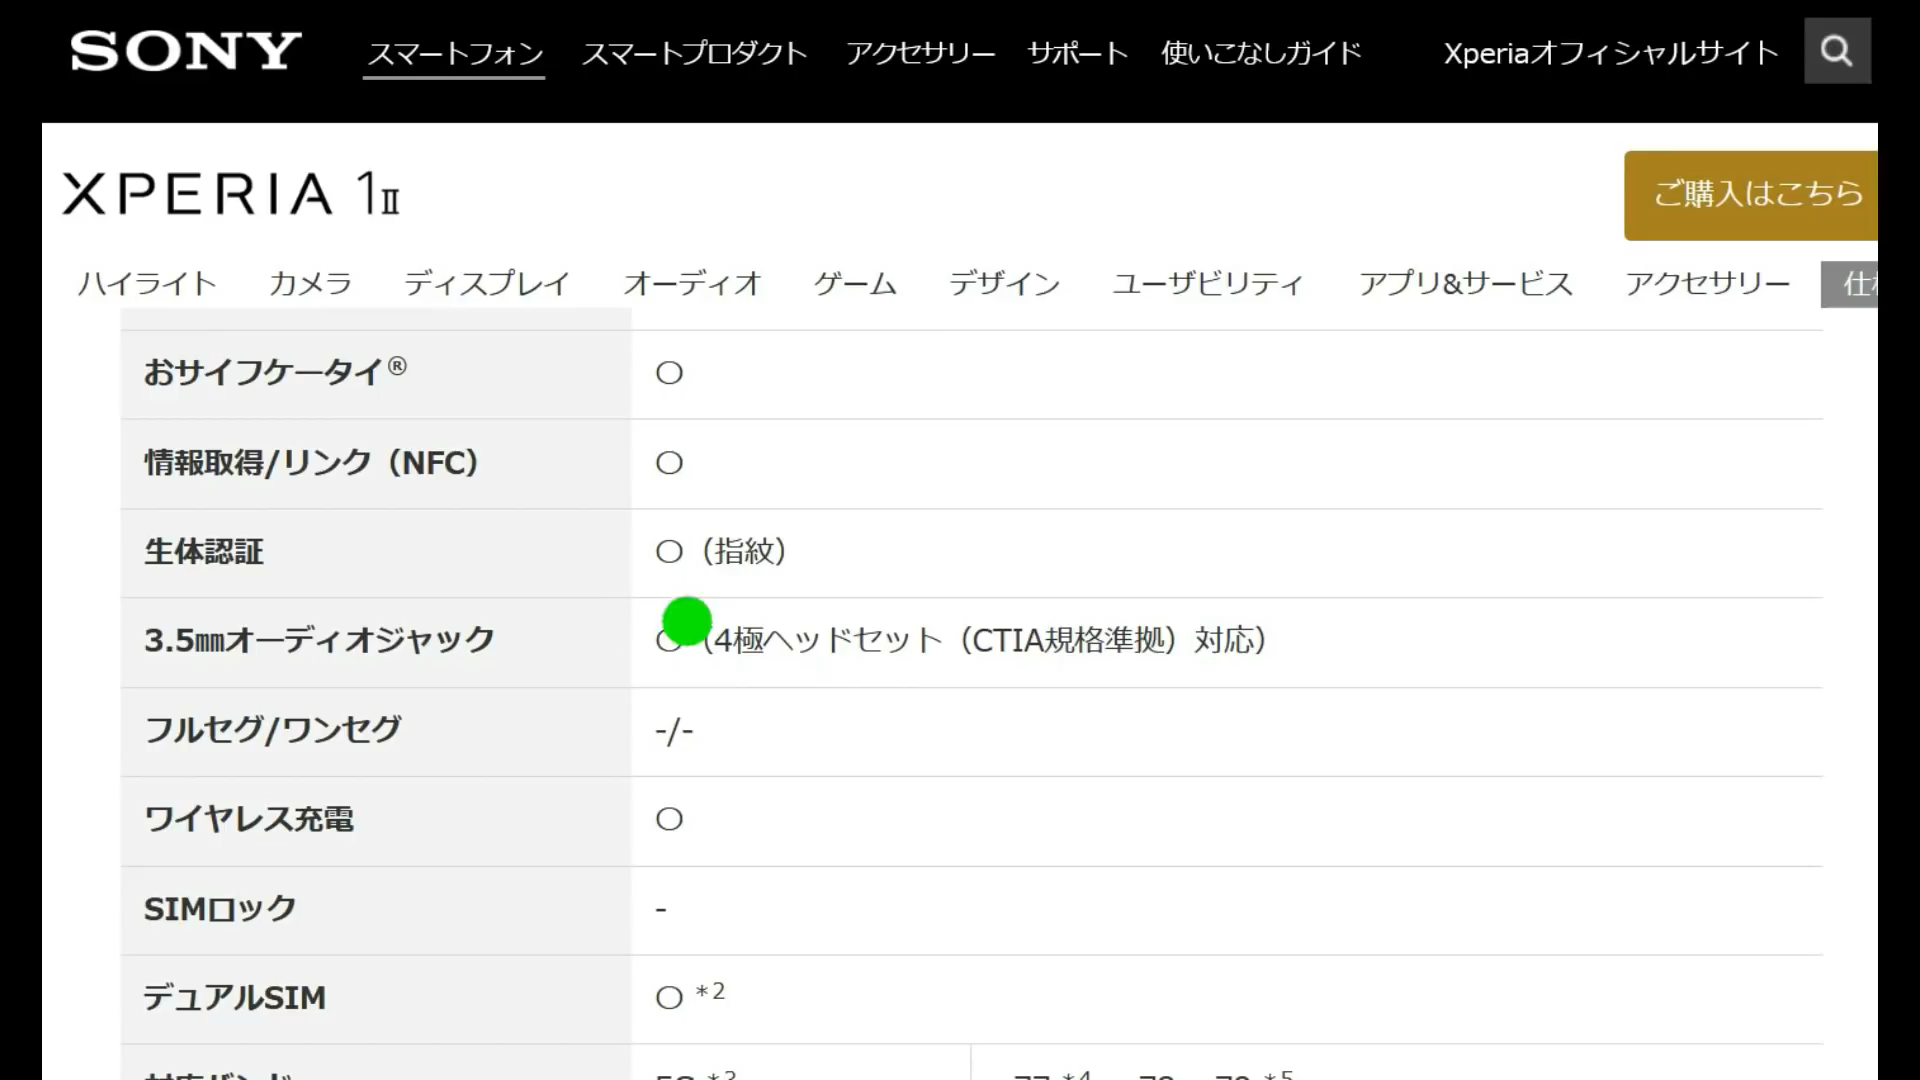 SONY スマートフォン スマートプロダクト アクセサリー サポート 使いこなしガイド Xperiaオフィシャルサイト
XPERIA 1Ⅱ
ご購入はこちら
ハイライト カメラ ディスプレイ オーディオ ゲーム デザイン ユーザビリティ アプリ&サービス アクセサリー
おサイフケータイ® ○
情報取得/リンク（NFC） ○
生体認証 ○（指紋）
3.5㎜オーディオジャック ○（4極ヘッドセット（CTIA規格準拠）対応）
フルセグ/ワンセグ -/-
ワイヤレス充電 ○
SIMロック -
デュアルSIM ○ *2